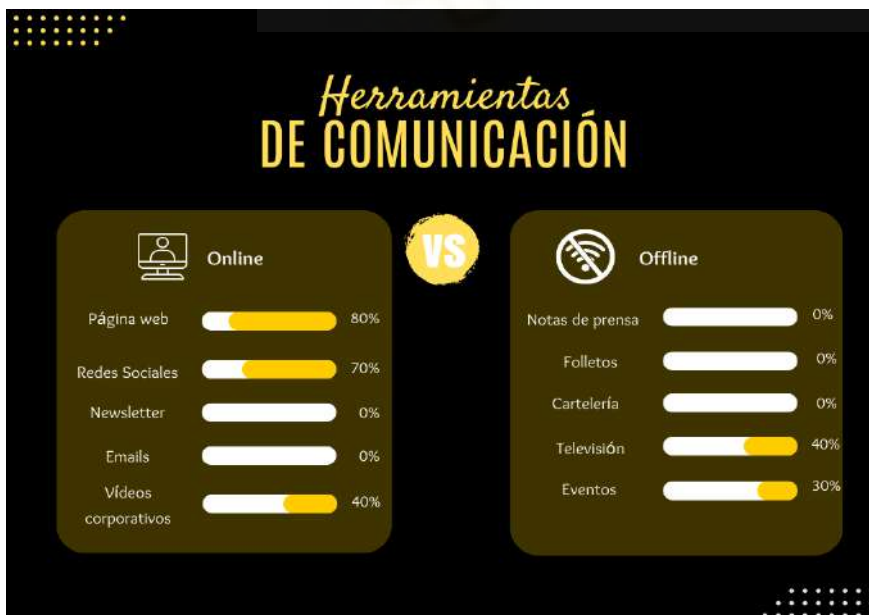 Herramientas
DE COMUNICACIÓN
VS
Online
Página web 80%
Redes Sociales 70%
Newsletter 0%
Emails 0%
Vídeos
corporativos 40%
Offline
Notas de prensa 0%
Folletos 0%
Cartelería 0%
Televisión 40%
Eventos 30%